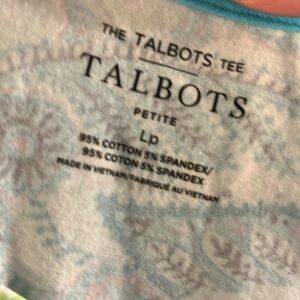 THE TALBOTS TEE
TALBOTS
PETITE
Lp
95% COTTON 5% SPANDEX/
95% COTON 5% SPANDEX
MADE IN VIETNAM/FABRIQUÉ AU VIETNAM